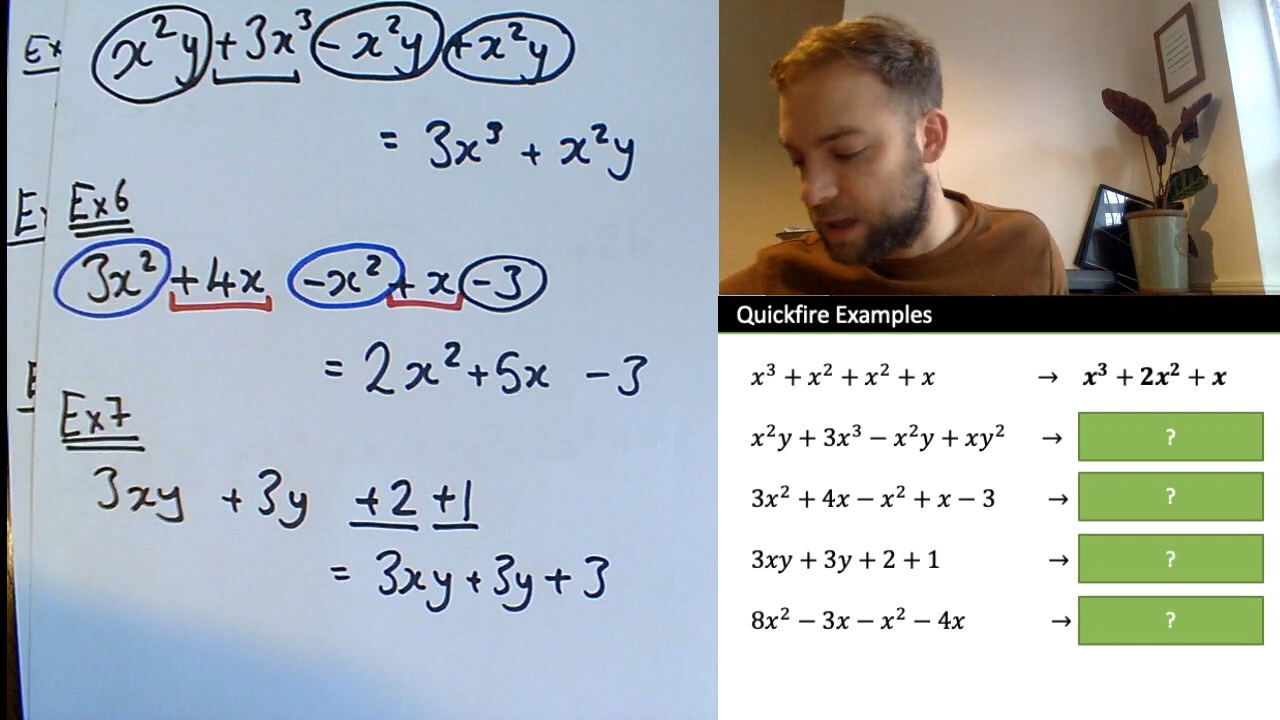 Ex
x²y + 3x³ - x²y + x²y
= 3x³ + x²y
Ex6
3x² + 4x - x² + x - 3
= 2x² + 5x - 3
Ex7
3xy + 3y + 2 + 1
= 3xy + 3y + 3
Quickfire Examples
x³ + x² + x² + x → x³ + 2x² + x
x²y + 3x³ − x²y + xy² → ?
3x² + 4x − x² + x − 3 → ?
3xy + 3y + 2 + 1 → ?
8x² − 3x − x² − 4x → ?